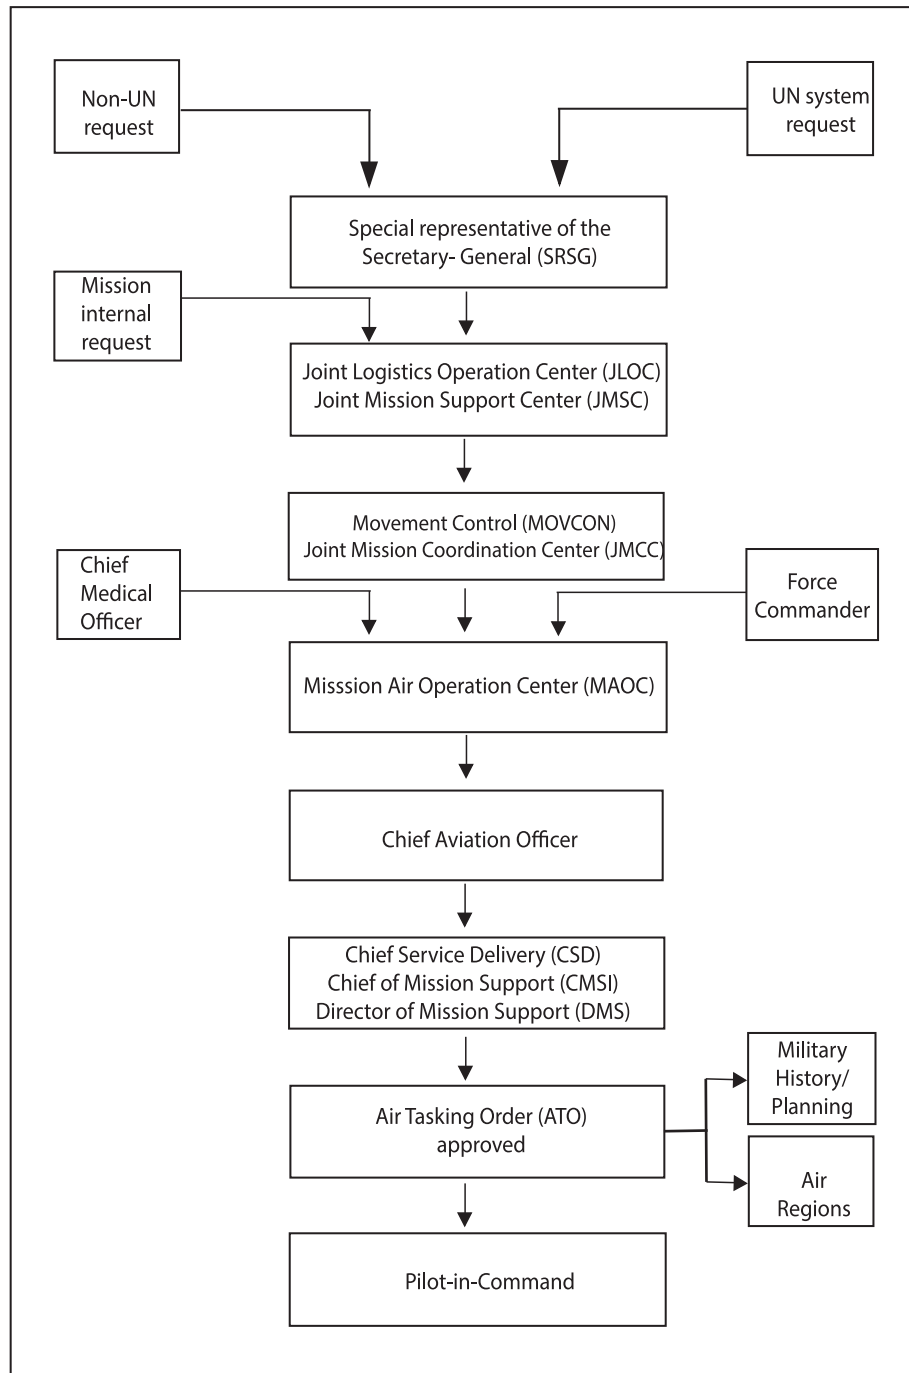 Non-UN
request
UN system
request
Special representative of the
Secretary- General (SRSG)
Mission
internal
request
Joint Logistics Operation Center (JLOC)
Joint Mission Support Center (JMSC)
Movement Control (MOVCON)
Joint Mission Coordination Center (JMCC)
Chief
Medical
Officer
Force
Commander
Misssion Air Operation Center (MAOC)
Chief Aviation Officer
Chief Service Delivery (CSD)
Chief of Mission Support (CMSI)
Director of Mission Support (DMS)
Military
History/
Planning
Air Tasking Order (ATO)
approved
Air
Regions
Pilot-in-Command